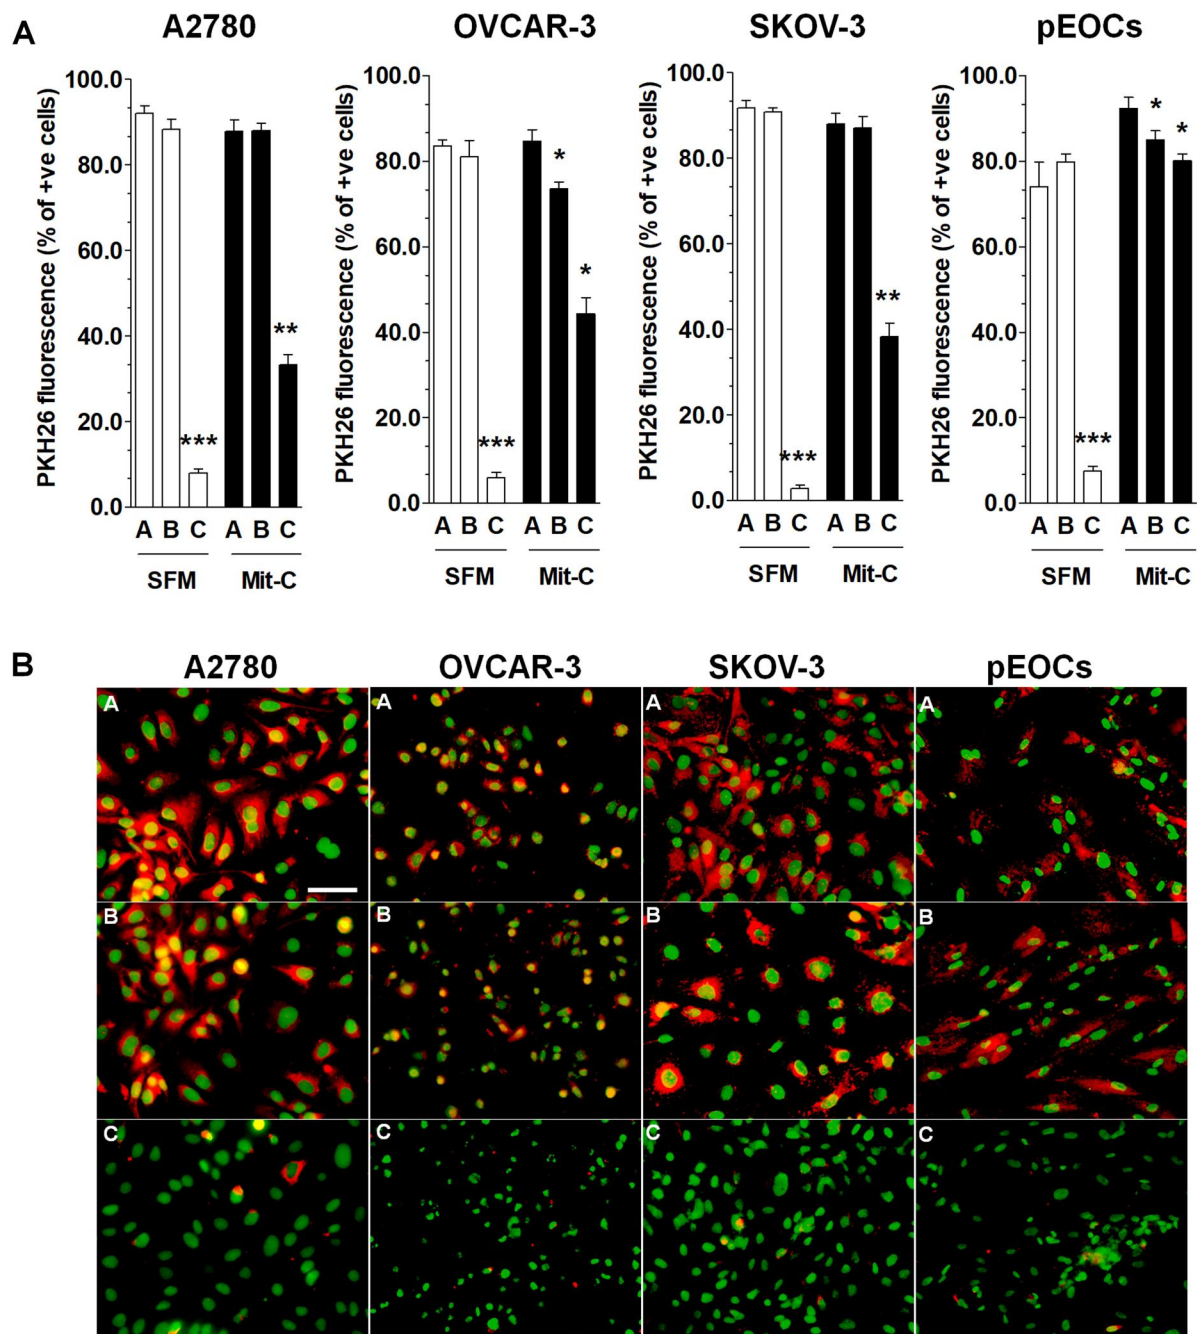 A
A2780 OVCAR-3 SKOV-3 pEOCs
PKH26 fluorescence (% of +ve cells)
100.0
80.0
60.0
40.0
20.0
0.0
***
**
A B C A B C
SFM Mit-C
PKH26 fluorescence (% of +ve cells)
100.0
80.0
60.0
40.0
20.0
0.0
***
*
*
A B C A B C
SFM Mit-C
PKH26 fluorescence (% of +ve cells)
100.0
80.0
60.0
40.0
20.0
0.0
***
**
A B C A B C
SFM Mit-C
PKH26 fluorescence (% of +ve cells)
100.0
80.0
60.0
40.0
20.0
0.0
***
*
*
A B C A B C
SFM Mit-C
B
A2780 OVCAR-3 SKOV-3 pEOCs
A A A A
B B B B
C C C C